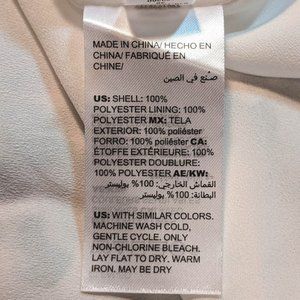 MADE IN CHINA/ HECHO EN
CHINA/ FABRIQUÉ EN
CHINE/
صنع في الصين
US: SHELL: 100%
POLYESTER LINING: 100%
POLYESTER MX: TELA
EXTERIOR: 100% poliéster
FORRO: 100% poliéster CA:
ÉTOFFE EXTÉRIEURE: 100%
POLYESTER DOUBLURE:
100% POLYESTER AE/KW:
القماش الخارجي: 100% بوليستر
البطانة: 100% بوليستر
US: WITH SIMILAR COLORS.
MACHINE WASH COLD,
GENTLE CYCLE. ONLY
NON-CHLORINE BLEACH.
LAY FLAT TO DRY. WARM
IRON. MAY BE DRY